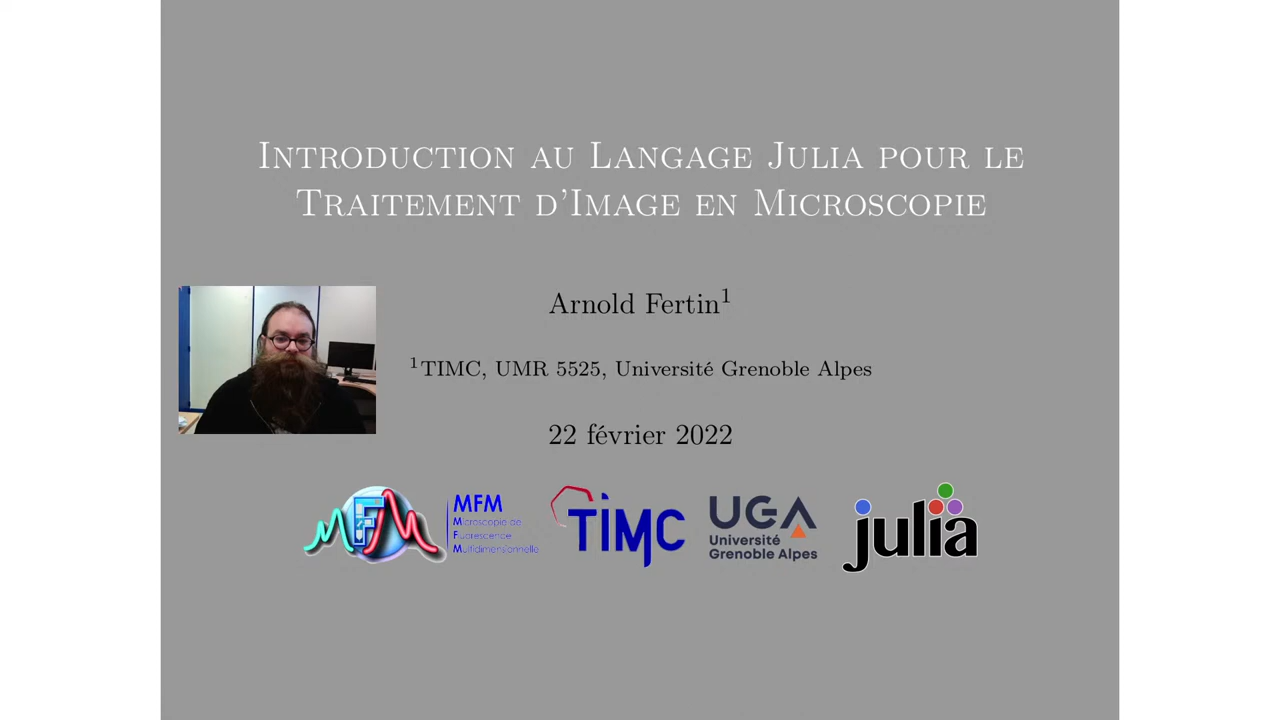 Introduction au Langage Julia pour le
Traitement d'Image en Microscopie
Arnold Fertin1
1TIMC, UMR 5525, Université Grenoble Alpes
22 février 2022
MFM
MFM
Microscopie de
Fluorescence
Multidimensionnelle
TIMC
UGA
Université
Grenoble Alpes
julia